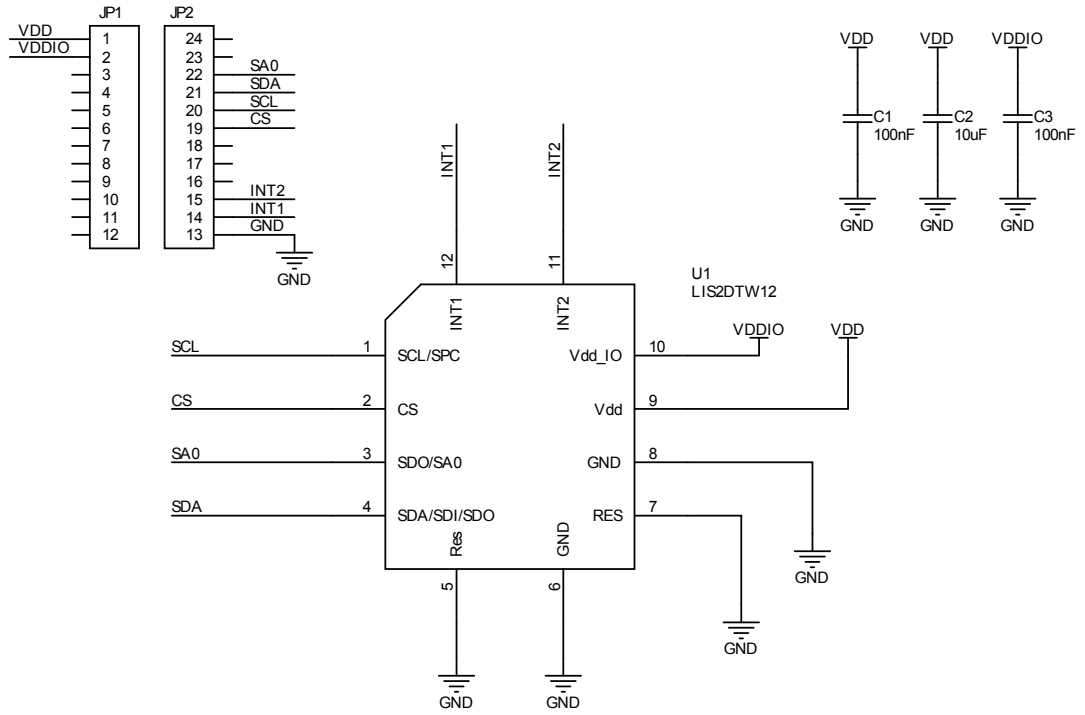 JP1
VDD 1
VDDIO 2
3
4
5
6
7
8
9
10
11
12
JP2
24
23
22 SA0
21 SDA
20 SCL
19 CS
18
17
16
15 INT2
14 INT1
13 GND
GND
VDD
C1
100nF
GND
VDD
C2
10uF
GND
VDDIO
C3
100nF
GND
INT1
12
INT1
INT2
11
INT2
U1
LIS2DTW12
SCL 1 SCL/SPC
CS 2 CS
SA0 3 SDO/SA0
SDA 4 SDA/SDI/SDO
Vdd_IO 10 VDDIO
Vdd 9 VDD
GND 8
GND
RES 7
GND
Res
5
GND
GND
6
GND